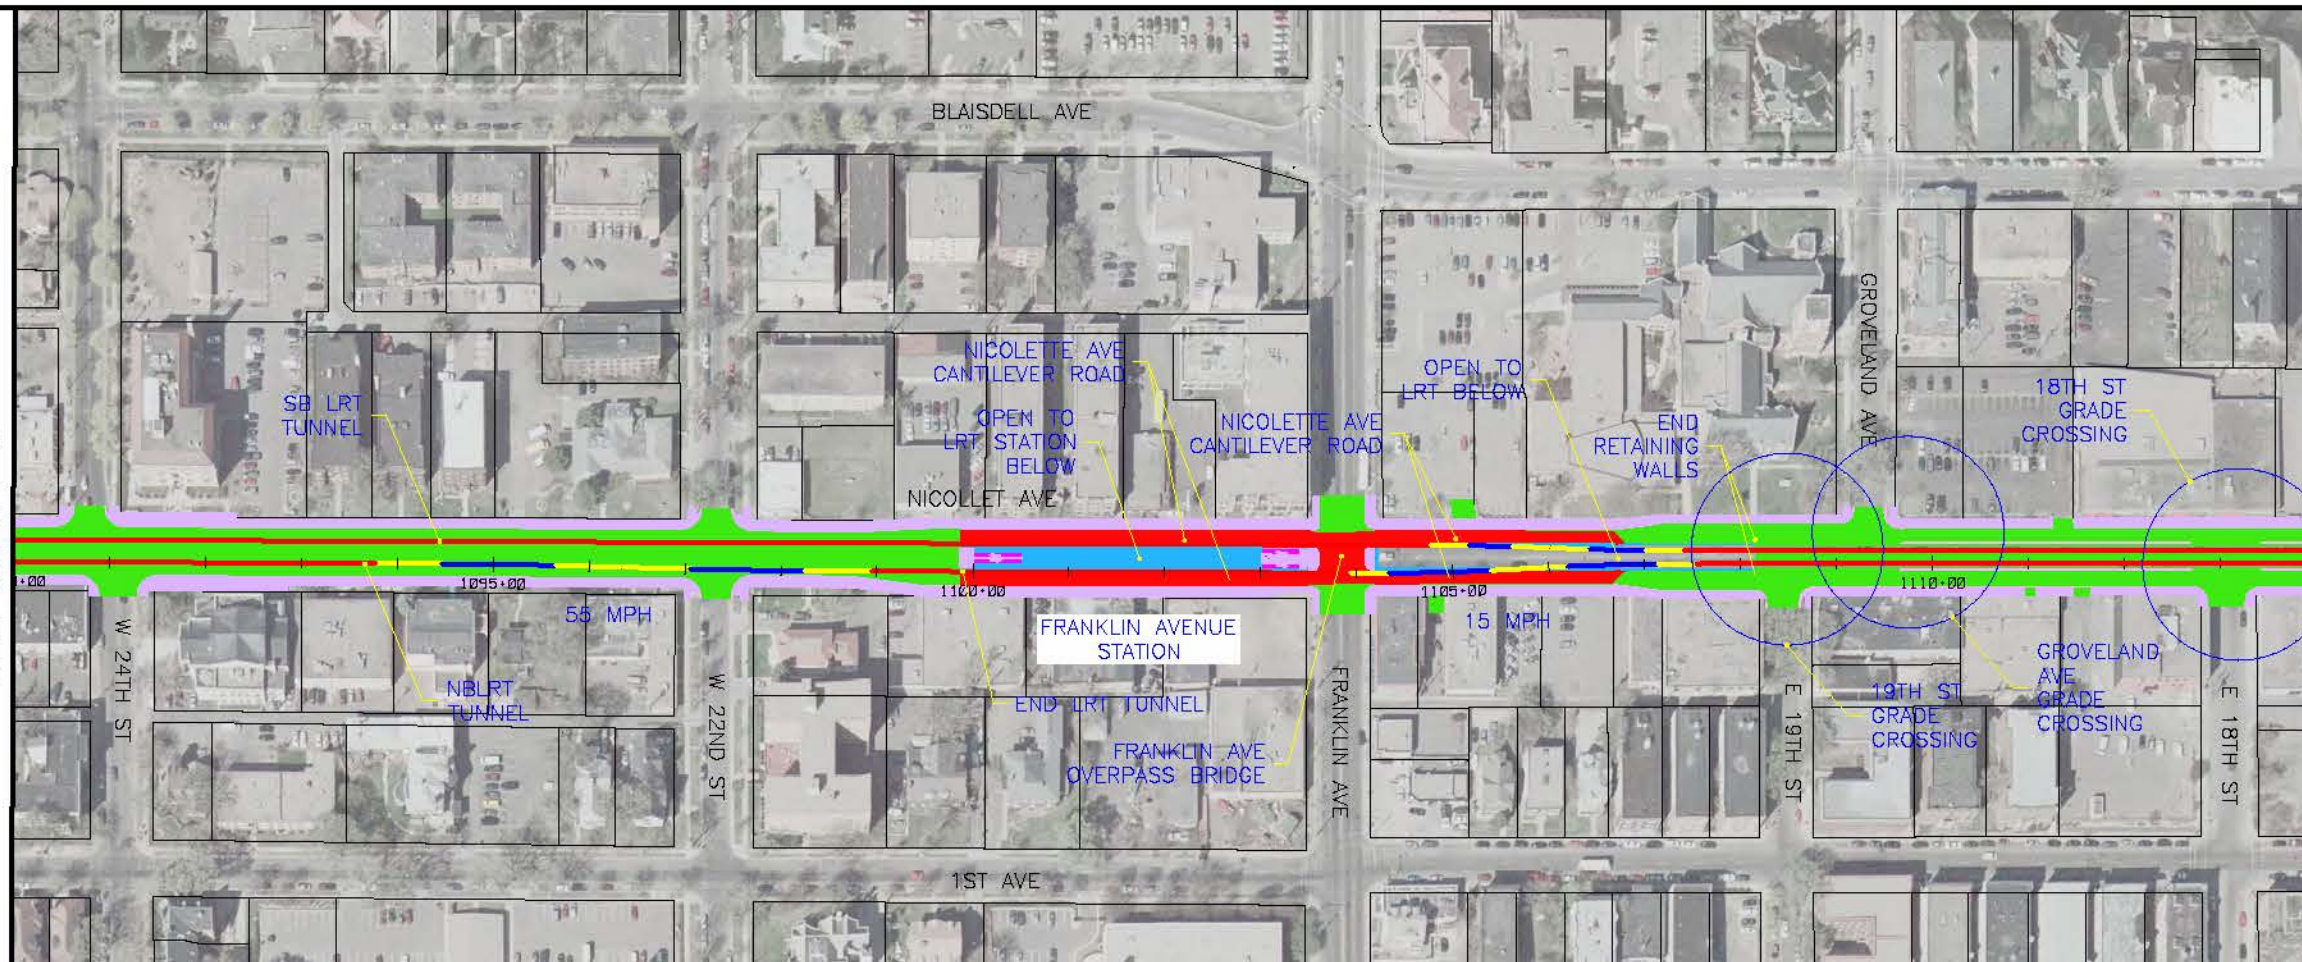 BLAISDELL AVE
GROVELAND AVE
NICOLETTE AVE
CANTILEVER ROAD
OPEN TO
LRT BELOW
18TH ST
GRADE
CROSSING
SB LRT
TUNNEL
OPEN TO
LRT STATION
BELOW
NICOLETTE AVE
CANTILEVER ROAD
END
RETAINING
WALLS
NICOLLET AVE
+00
1095+00
1100+00
1105+00
1110+00
55 MPH
FRANKLIN AVENUE
STATION
15 MPH
W 24TH ST
NBLRT
TUNNEL
W 22ND ST
END LRT TUNNEL
FRANKLIN AVE
OVERPASS BRIDGE
FRANKLIN AVE
E 19TH ST
19TH ST
GRADE
CROSSING
GROVELAND
AVE
GRADE
CROSSING
E 18TH ST
1ST AVE